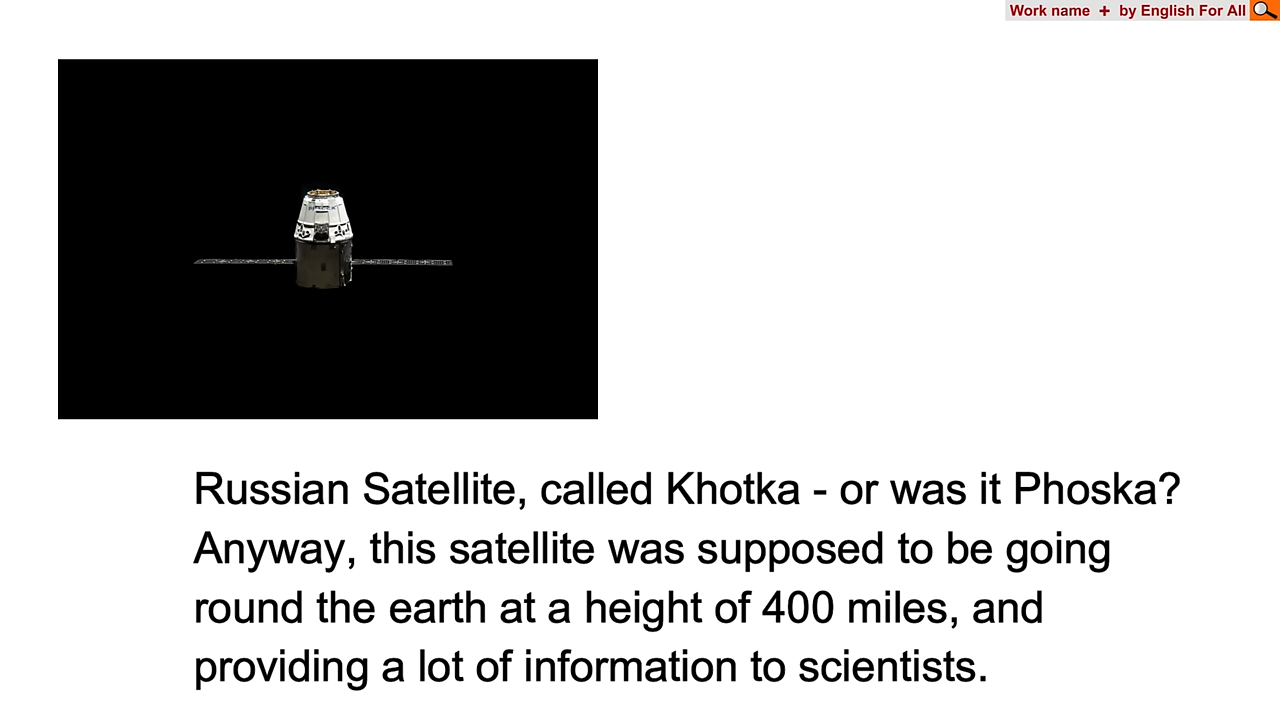 Work name + by English For All
Russian Satellite, called Khotka - or was it Phoska?
Anyway, this satellite was supposed to be going
round the earth at a height of 400 miles, and
providing a lot of information to scientists.